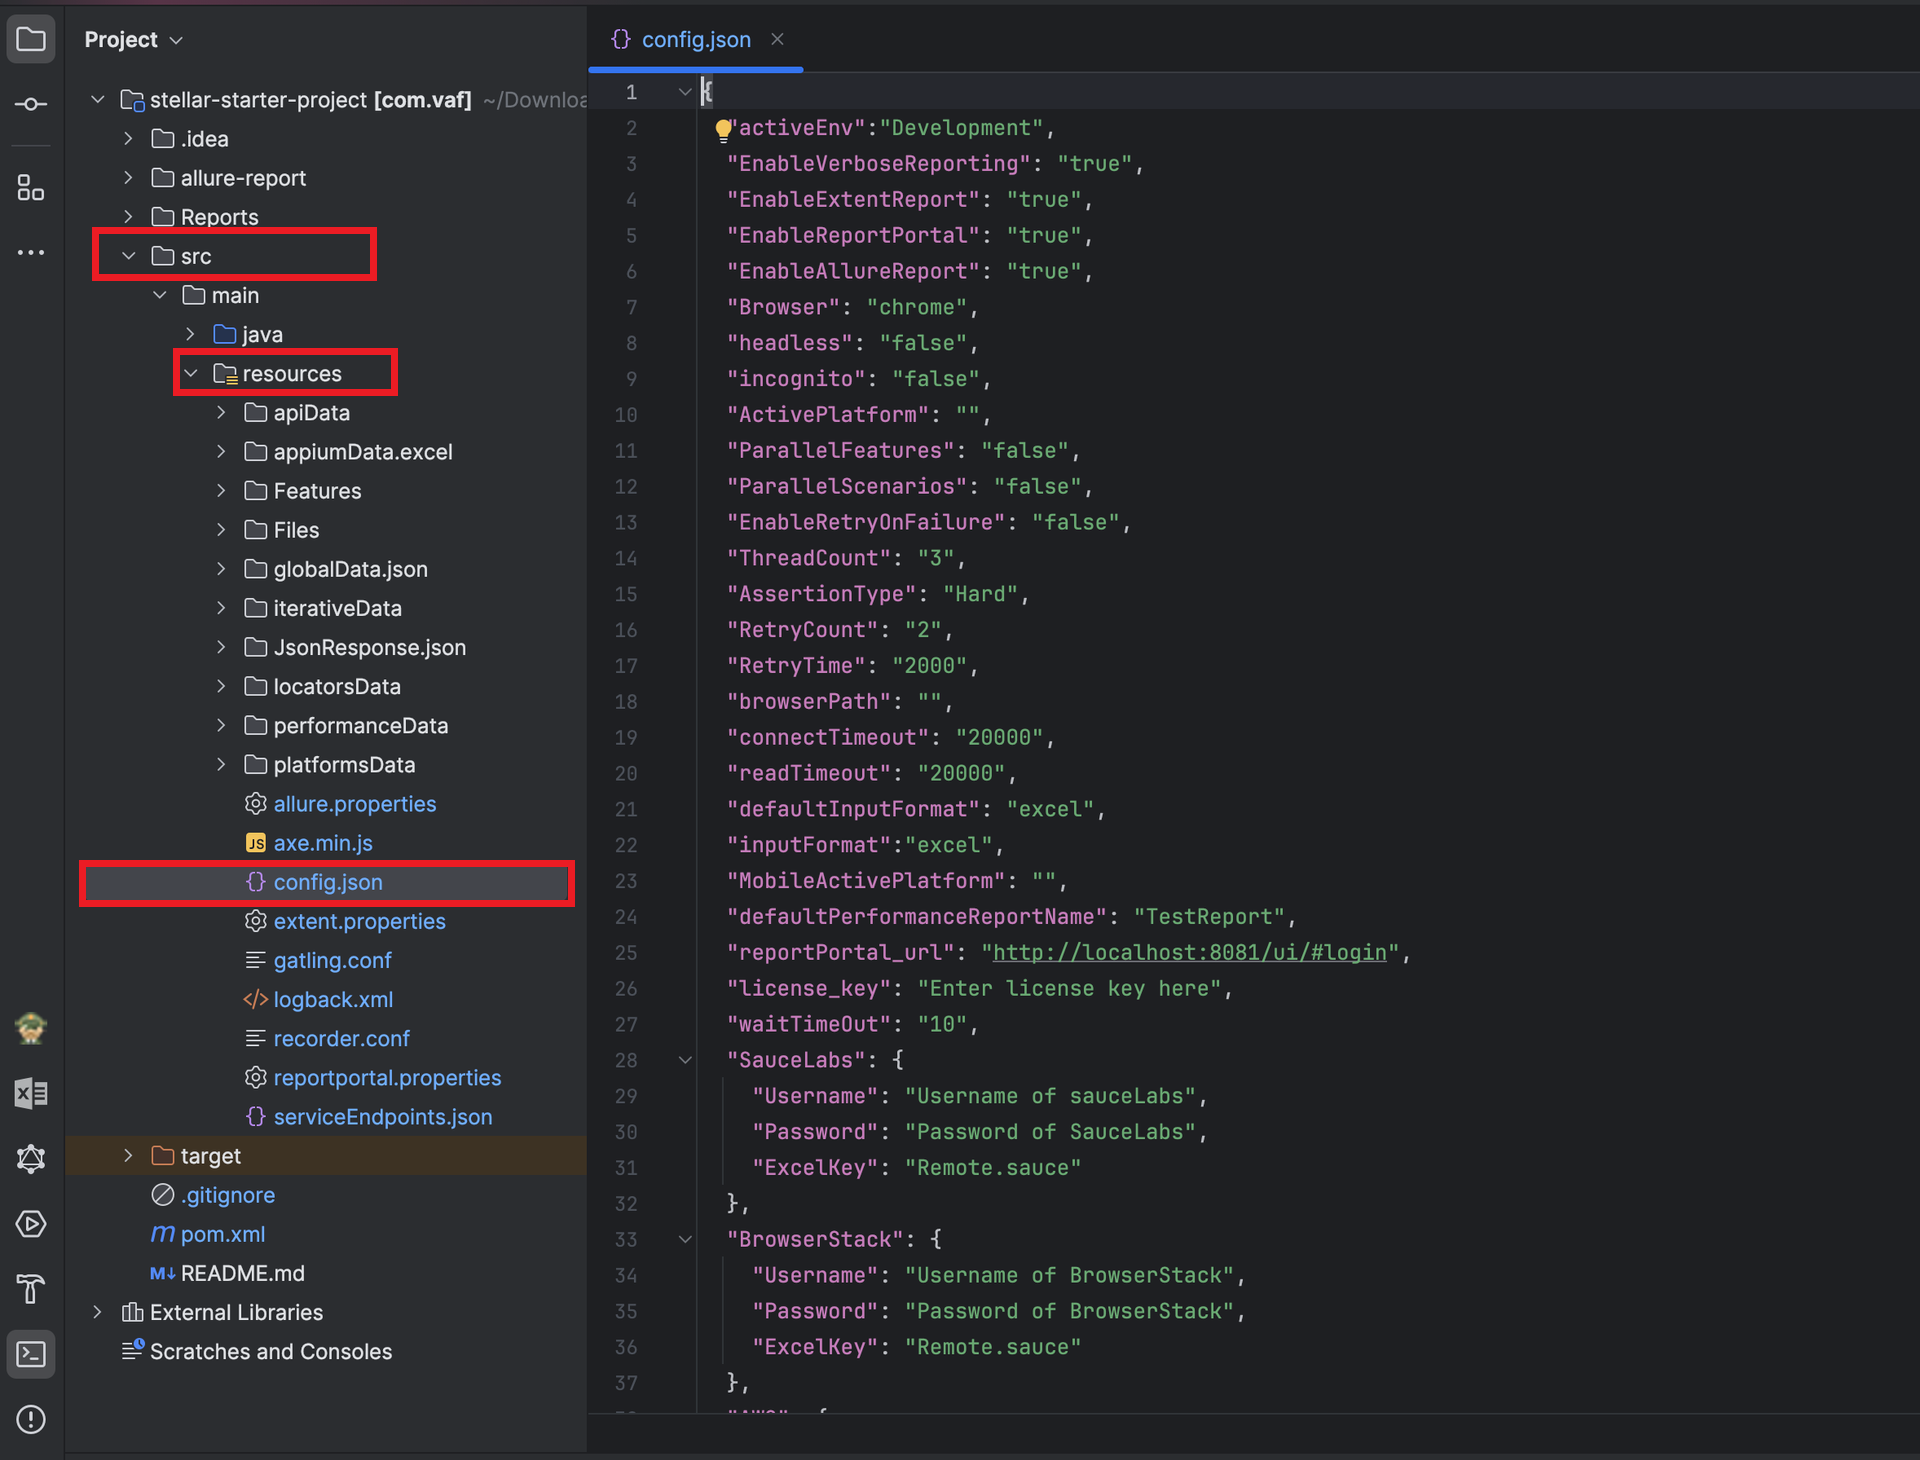 Project
stellar-starter-project [com.vaf] ~/Downloa
.idea
allure-report
Reports
src
main
java
resources
apiData
appiumData.excel
Features
Files
globalData.json
iterativeData
JsonResponse.json
locatorsData
performanceData
platformsData
allure.properties
JS axe.min.js
{} config.json
extent.properties
gatling.conf
</> logback.xml
recorder.conf
reportportal.properties
{} serviceEndpoints.json
target
.gitignore
m pom.xml
M↓ README.md
External Libraries
Scratches and Consoles
{} config.json ×
1 {
2 "activeEnv":"Development",
3 "EnableVerboseReporting": "true",
4 "EnableExtentReport": "true",
5 "EnableReportPortal": "true",
6 "EnableAllureReport": "true",
7 "Browser": "chrome",
8 "headless": "false",
9 "incognito": "false",
10 "ActivePlatform": "",
11 "ParallelFeatures": "false",
12 "ParallelScenarios": "false",
13 "EnableRetryOnFailure": "false",
14 "ThreadCount": "3",
15 "AssertionType": "Hard",
16 "RetryCount": "2",
17 "RetryTime": "2000",
18 "browserPath": "",
19 "connectTimeout": "20000",
20 "readTimeout": "20000",
21 "defaultInputFormat": "excel",
22 "inputFormat":"excel",
23 "MobileActivePlatform": "",
24 "defaultPerformanceReportName": "TestReport",
25 "reportPortal_url": "http://localhost:8081/ui/#login",
26 "license_key": "Enter license key here",
27 "waitTimeOut": "10",
28 "SauceLabs": {
29 "Username": "Username of sauceLabs",
30 "Password": "Password of SauceLabs",
31 "ExcelKey": "Remote.sauce"
32 },
33 "BrowserStack": {
34 "Username": "Username of BrowserStack",
35 "Password": "Password of BrowserStack",
36 "ExcelKey": "Remote.sauce"
37 },